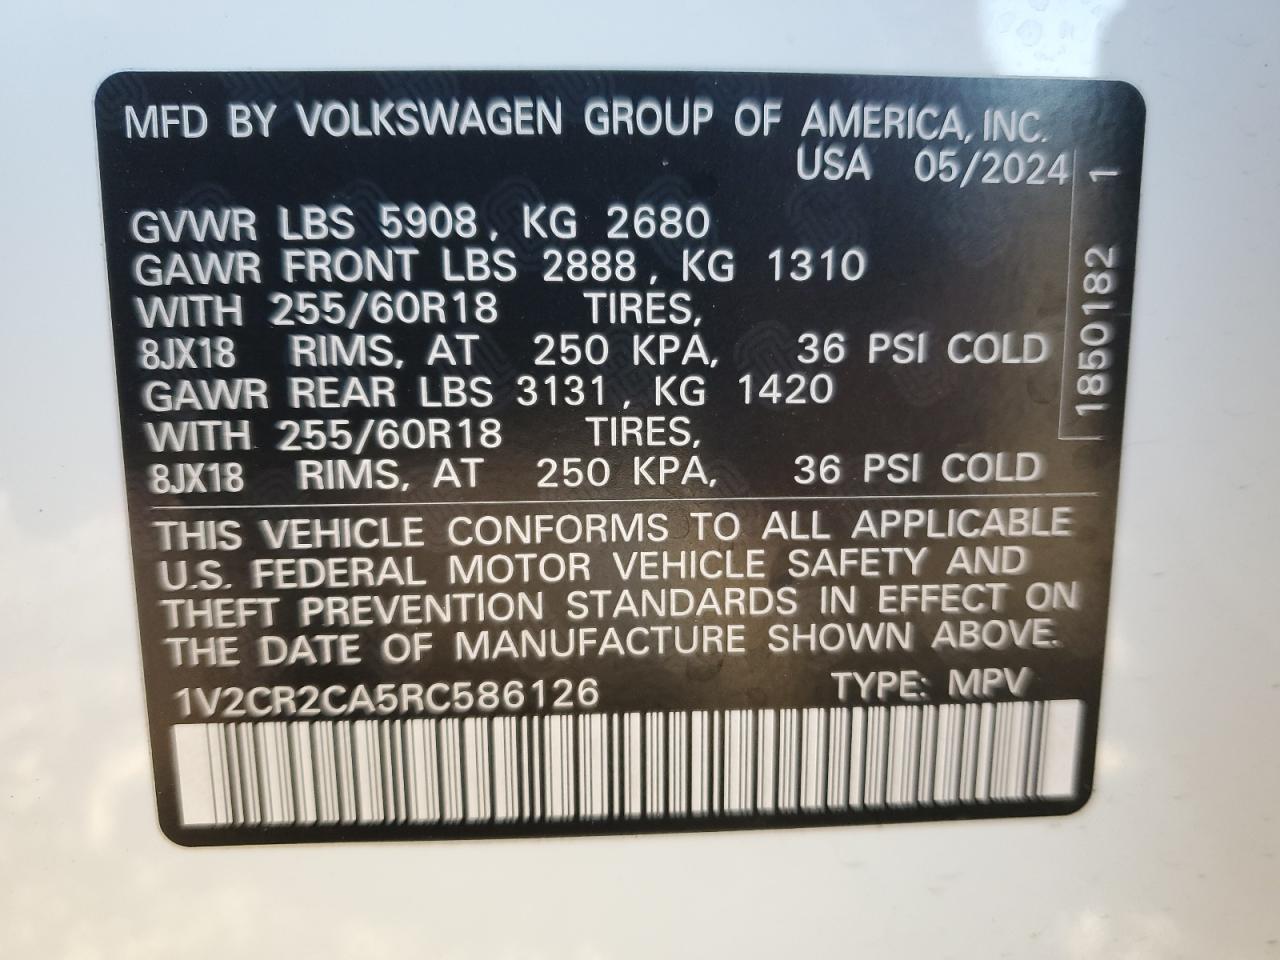 MFD BY VOLKSWAGEN GROUP OF AMERICA, INC.
USA 05/2024
GVWR LBS 5908, KG 2680
GAWR FRONT LBS 2888, KG 1310
WITH 255/60R18 TIRES,
8JX18 RIMS, AT 250 KPA, 36 PSI COLD
GAWR REAR LBS 3131, KG 1420
WITH 255/60R18 TIRES,
8JX18 RIMS, AT 250 KPA, 36 PSI COLD
1850182 1
THIS VEHICLE CONFORMS TO ALL APPLICABLE
U.S. FEDERAL MOTOR VEHICLE SAFETY AND
THEFT PREVENTION STANDARDS IN EFFECT ON
THE DATE OF MANUFACTURE SHOWN ABOVE.
1V2CR2CA5RC586126 TYPE: MPV